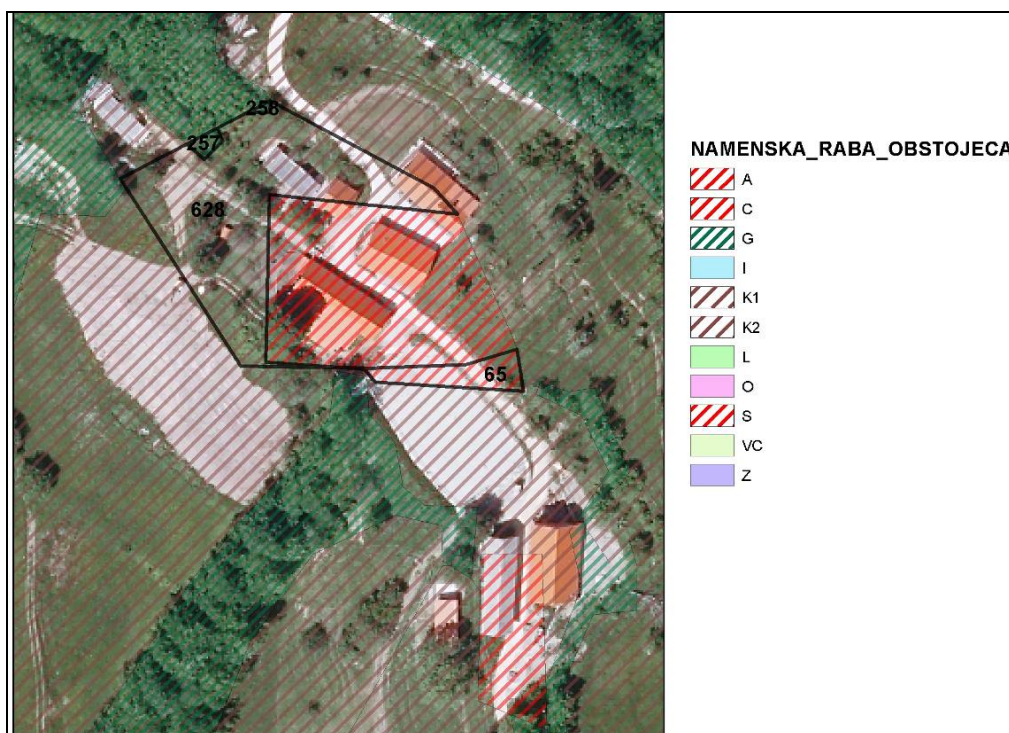 258
257
628
65
NAMENSKA_RABA_OBSTOJECA
A
C
G
I
K1
K2
L
O
S
VC
Z